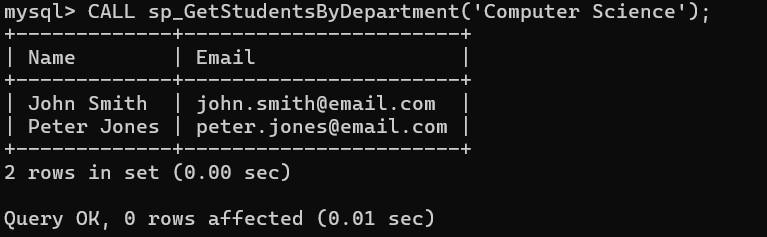 mysql> CALL sp_GetStudentsByDepartment('Computer Science');
+-------------+-----------------------+
| Name        | Email                 |
+-------------+-----------------------+
| John Smith  | john.smith@email.com  |
| Peter Jones | peter.jones@email.com |
+-------------+-----------------------+
2 rows in set (0.00 sec)

Query OK, 0 rows affected (0.01 sec)